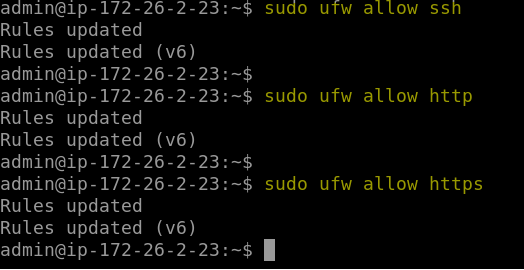 admin@ip-172-26-2-23:~$ sudo ufw allow ssh
Rules updated
Rules updated (v6)
admin@ip-172-26-2-23:~$
admin@ip-172-26-2-23:~$ sudo ufw allow http
Rules updated
Rules updated (v6)
admin@ip-172-26-2-23:~$
admin@ip-172-26-2-23:~$ sudo ufw allow https
Rules updated
Rules updated (v6)
admin@ip-172-26-2-23:~$